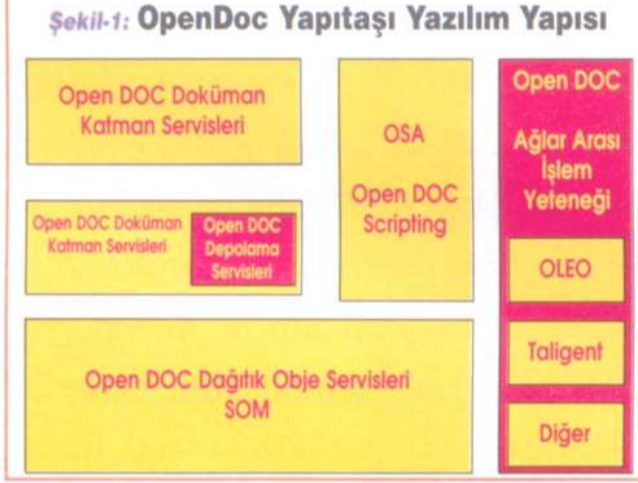 Şekil-1: OpenDoc Yapıtaşı Yazılım Yapısı
Open DOC Doküman
Katman Servisleri
OSA
Open DOC
Scripting
Open DOC
Ağlar Arası
İşlem
Yeteneği
OLEO
Taligent
Diğer
Open DOC Doküman
Katman Servisleri
Open DOC
Depolama
Servisleri
Open DOC Dağıtık Obje Servisleri
SOM